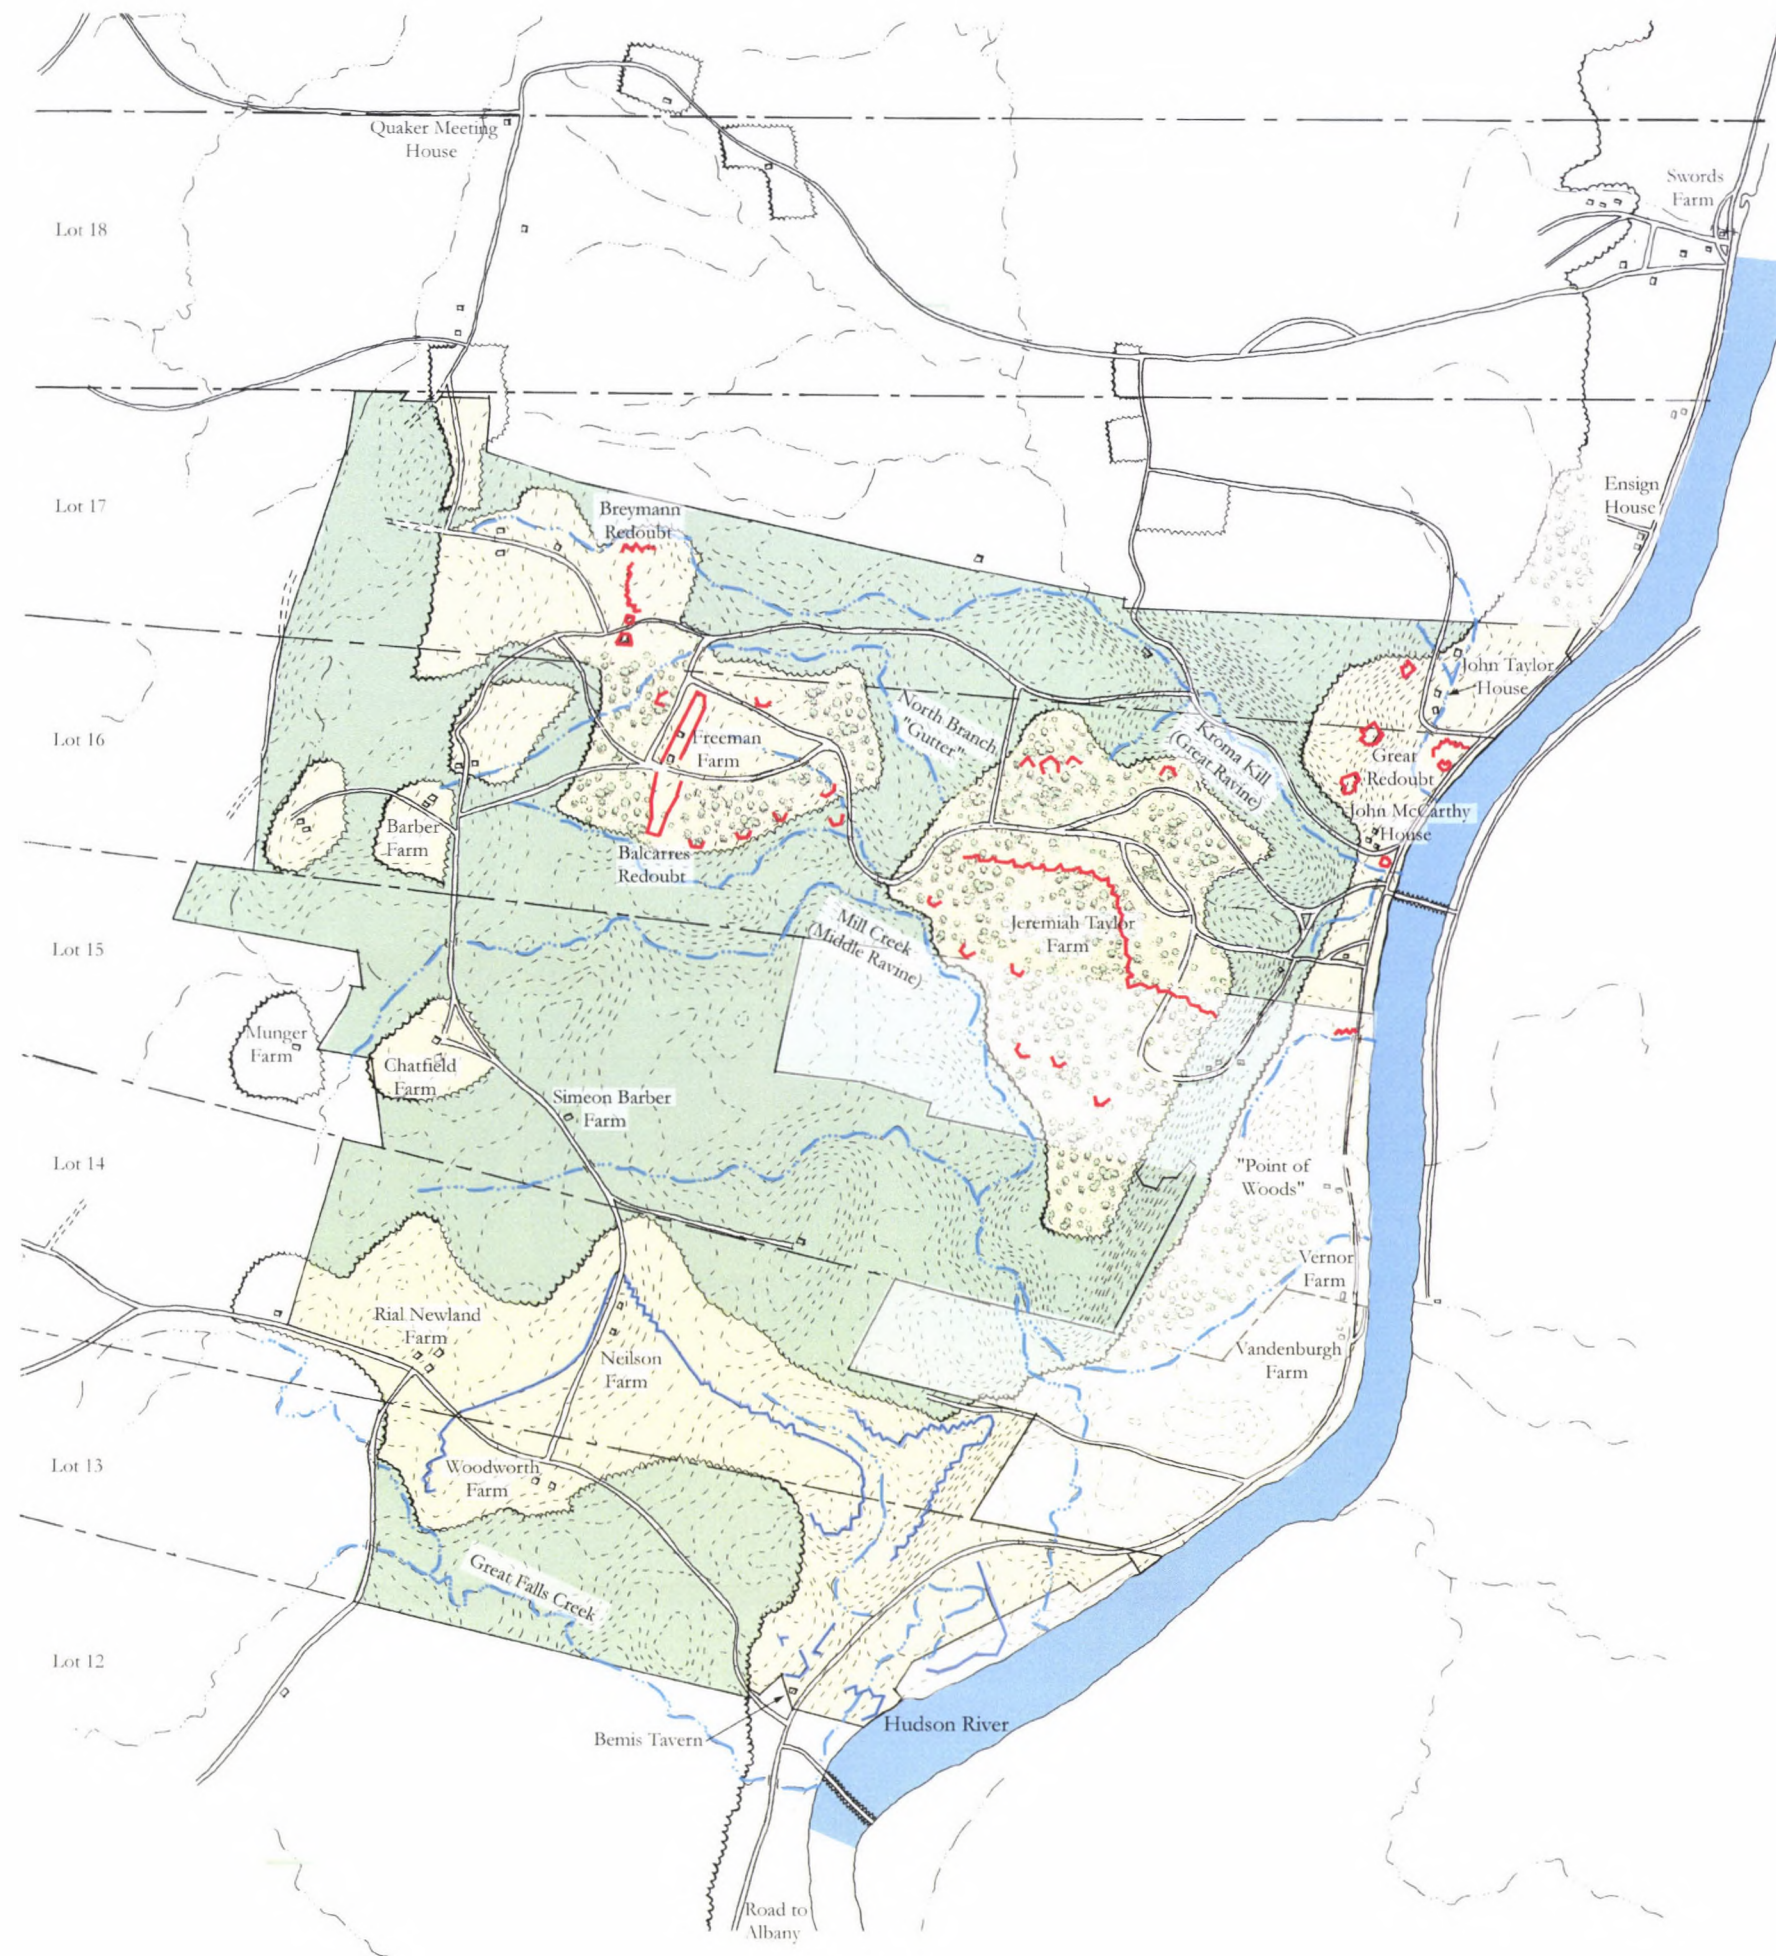 Quaker Meeting
House
Swords
Farm
Lot 18
Lot 17
Ensign
House
Breymann
Redoubt
John Taylor
House
Lot 16
North Branch
"Gutter"
Kroma Kill
(Great Ravine)
Freeman
Farm
Great
Redoubt
John McCarthy
House
Barber
Farm
Balcarres
Redoubt
Lot 15
Mill Creek
(Middle Ravine)
Jeremiah Taylor
Farm
Munger
Farm
Chatfield
Farm
Simeon Barber
Farm
Lot 14
"Point of
Woods"
Vernor
Farm
Rial Newland
Farm
Neilson
Farm
Vandenburgh
Farm
Lot 13
Woodworth
Farm
Great Falls Creek
Lot 12
Bemis Tavern
Hudson River
Road to
Albany